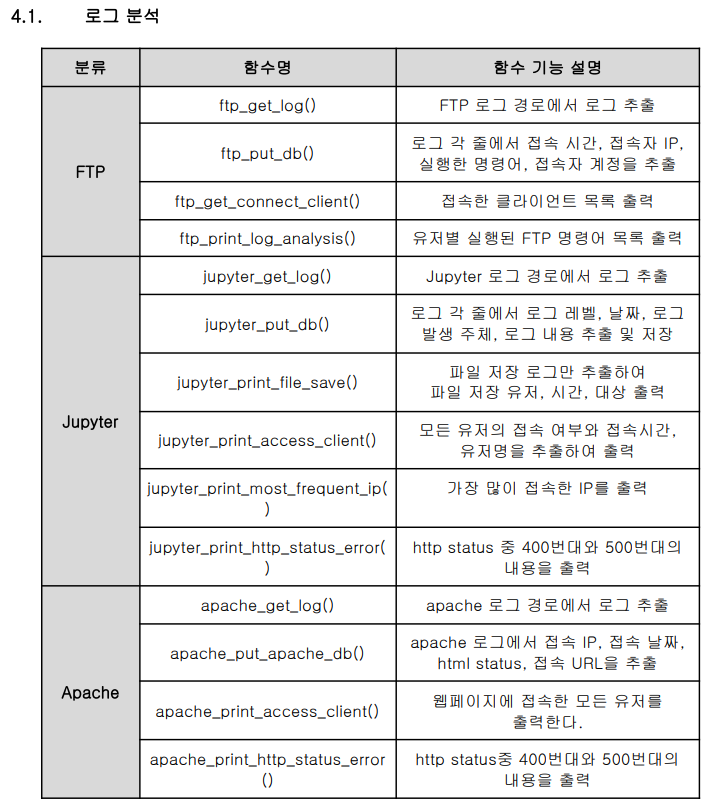 4.1. 로그 분석
분류 함수명 함수 기능 설명
FTP
ftp_get_log() FTP 로그 경로에서 로그 추출
ftp_put_db()
로그 각 줄에서 접속 시간, 접속자 IP,
실행한 명령어, 접속자 계정을 추출
ftp_get_connect_client() 접속한 클라이언트 목록 출력
ftp_print_log_analysis() 유저별 실행된 FTP 명령어 목록 출력
Jupyter
jupyter_get_log() Jupyter 로그 경로에서 로그 추출
jupyter_put_db()
로그 각 줄에서 로그 레벨, 날짜, 로그
발생 주체, 로그 내용 추출 및 저장
jupyter_print_file_save()
파일 저장 로그만 추출하여
파일 저장 유저, 시간, 대상 출력
jupyter_print_access_client()
모든 유저의 접속 여부와 접속시간,
유저명을 추출하여 출력
jupyter_print_most_frequent_ip(
)
가장 많이 접속한 IP를 출력
jupyter_print_http_status_error(
)
http status 중 400번대와 500번대의
내용을 출력
Apache
apache_get_log() apache 로그 경로에서 로그 추출
apache_put_apache_db()
apache 로그에서 접속 IP, 접속 날짜,
html status, 접속 URL을 추출
apache_print_access_client()
웹페이지에 접속한 모든 유저를
출력한다.
apache_print_http_status_error
()
http status중 400번대와 500번대의
내용을 출력